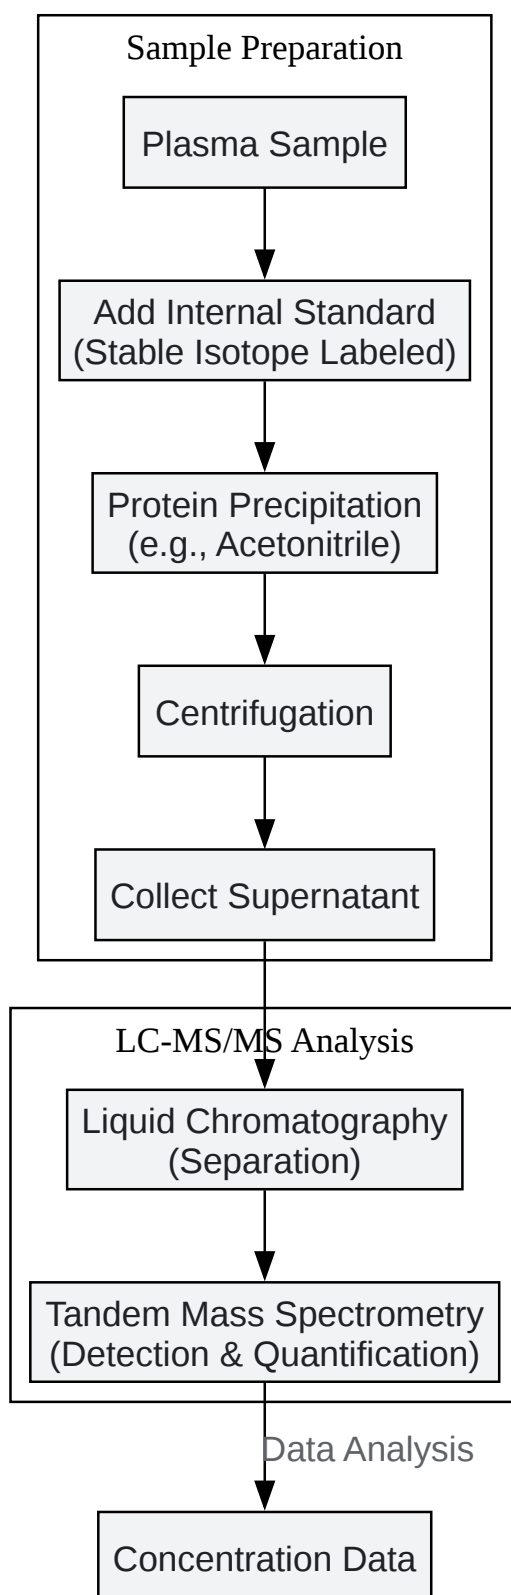 Sample Preparation
Plasma Sample
Add Internal Standard
(Stable Isotope Labeled)
Protein Precipitation
(e.g., Acetonitrile)
Centrifugation
Collect Supernatant
LC-MS/MS Analysis
Liquid Chromatography
(Separation)
Tandem Mass Spectrometry
(Detection & Quantification)
Data Analysis
Concentration Data